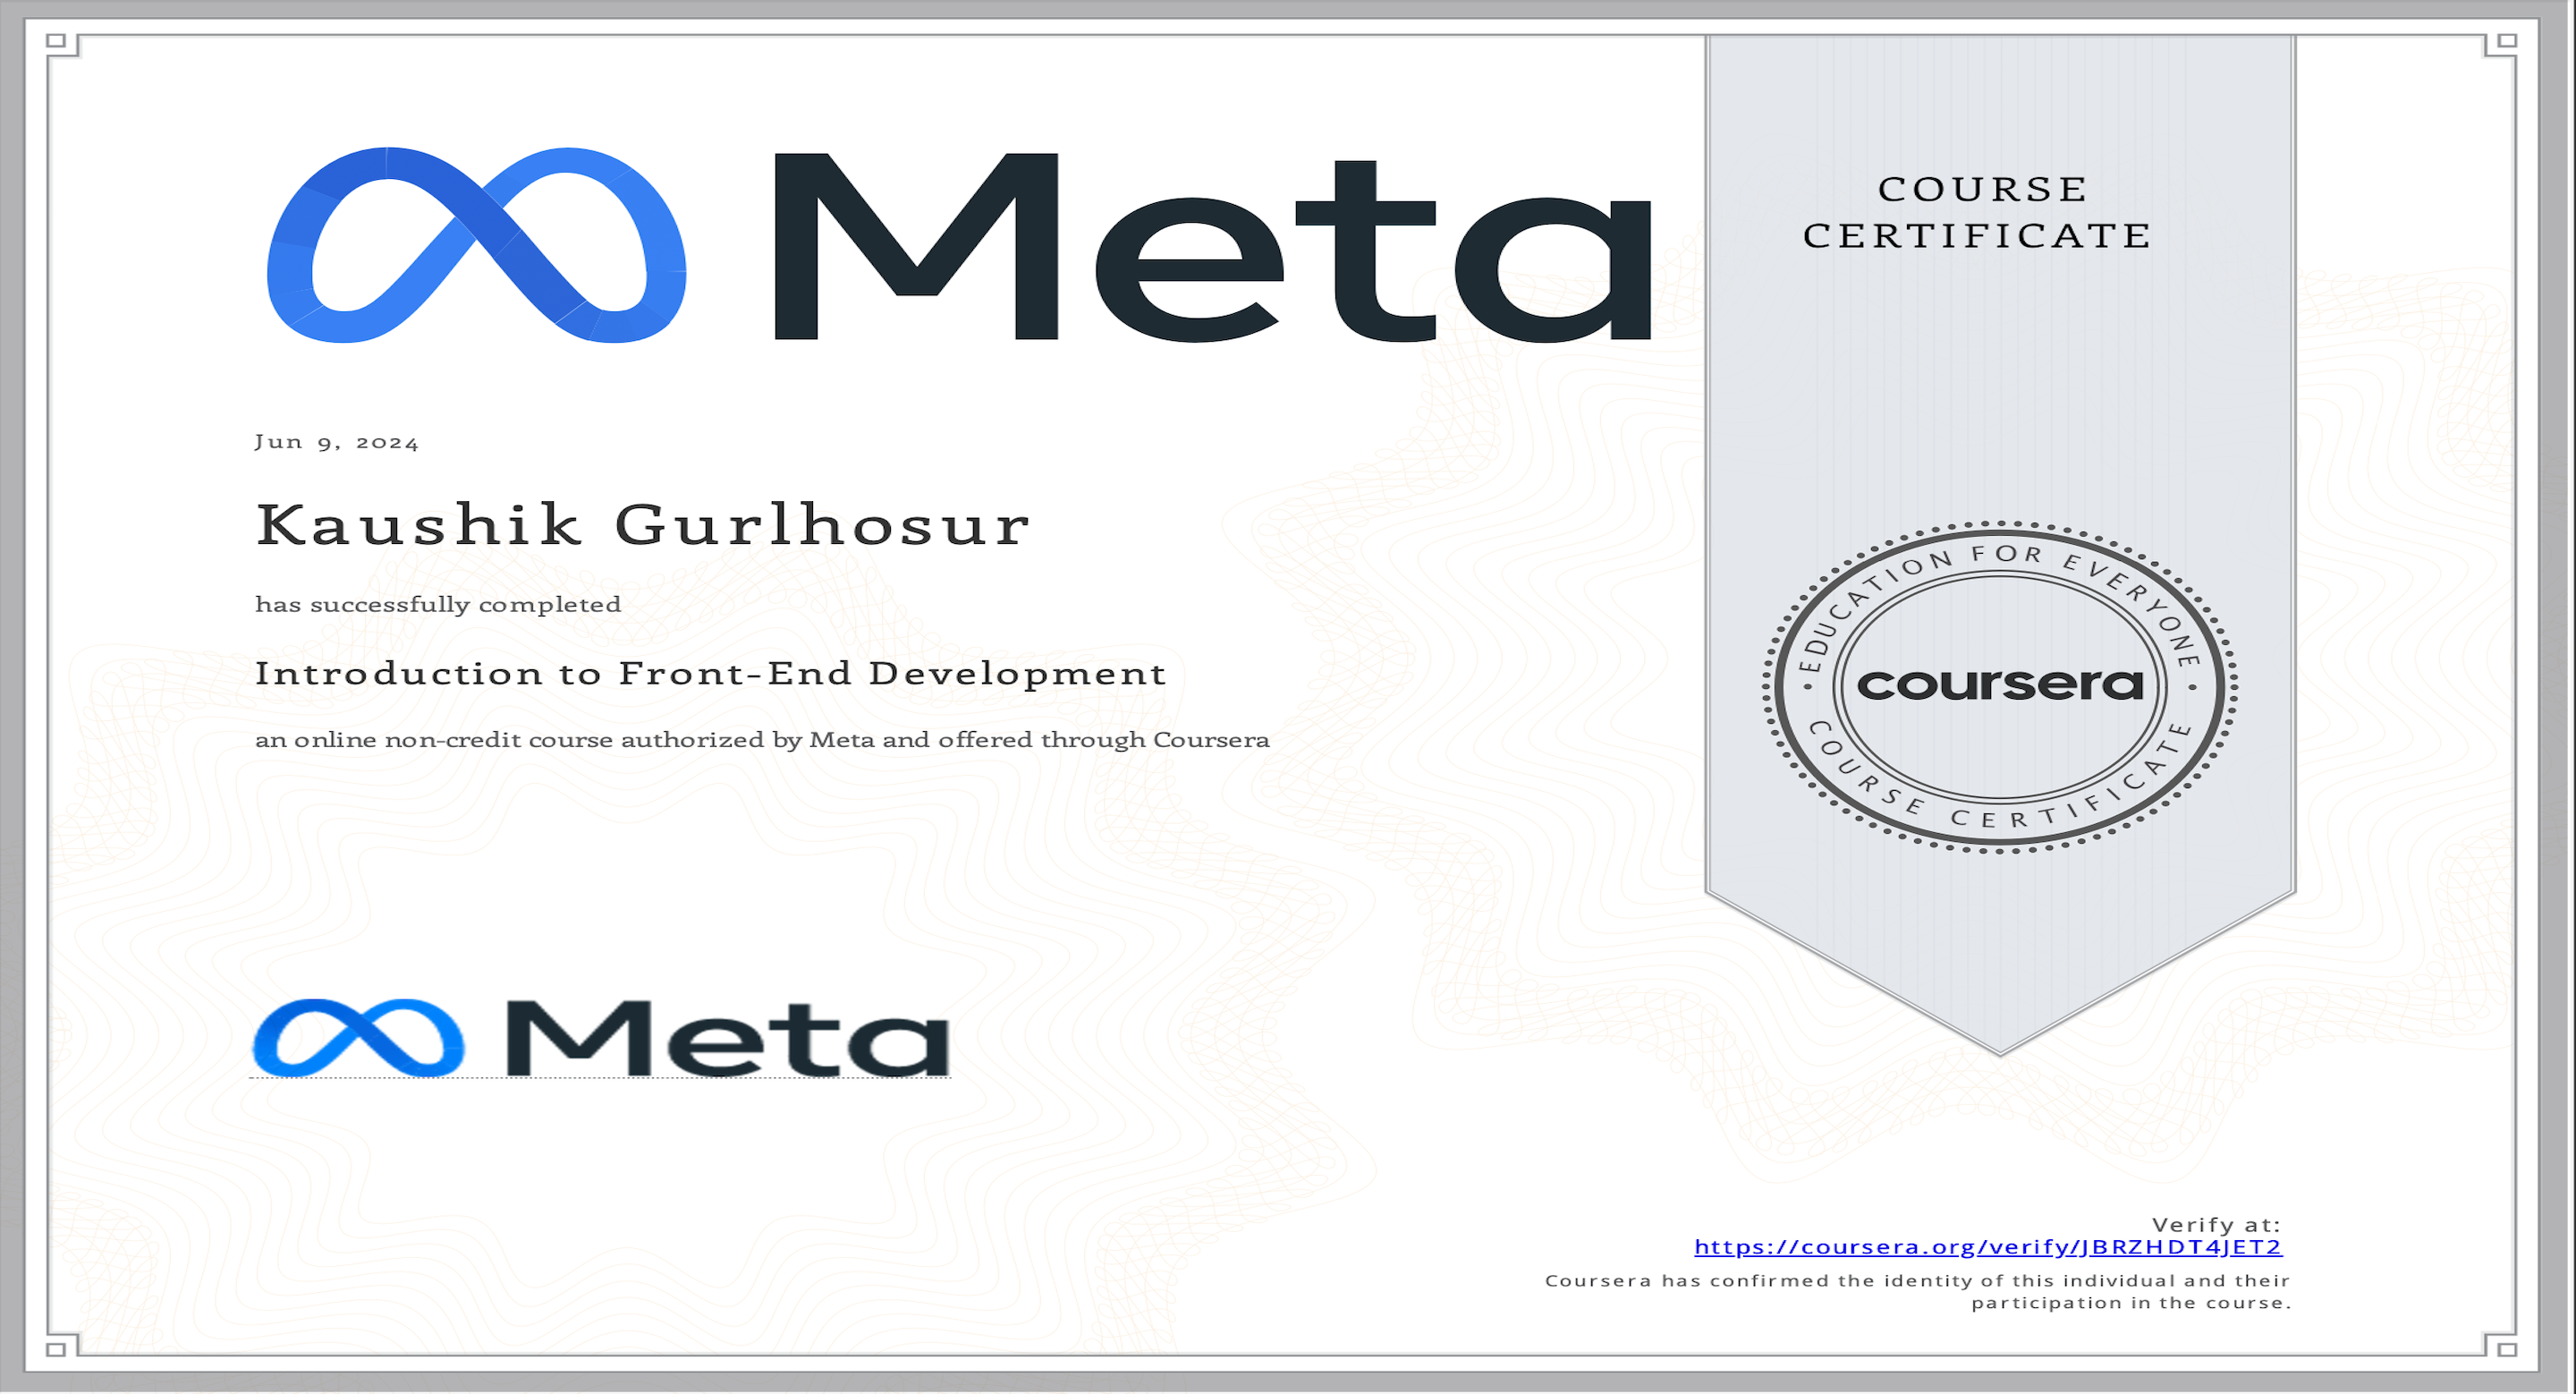 Meta
COURSE
CERTIFICATE
Jun 9, 2024
Kaushik Gurlhosur
has successfully completed
Introduction to Front-End Development
an online non-credit course authorized by Meta and offered through Coursera
EDUCATION FOR EVERYONE
coursera
COURSE CERTIFICATE
Meta
Verify at:
https://coursera.org/verify/JBRZHDT4JET2
Coursera has confirmed the identity of this individual and their
participation in the course.